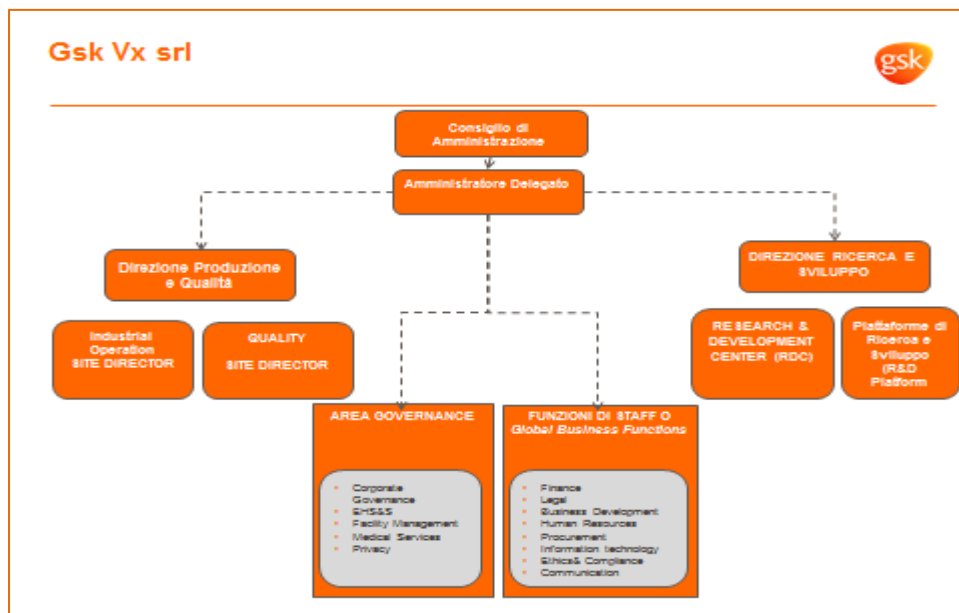 Gsk Vx srl
gsk
Consiglio di
Amministrazione
Amministratore Delegato
Direzione Produzione
e Qualità
DIREZIONE RICERCA E
SVILUPPO
Industrial
Operation
SITE DIRECTOR
QUALITY
SITE DIRECTOR
RESEARCH &
DEVELOPMENT
CENTER (RDC)
Piattaforme di
Ricerca e
Sviluppo
(R&D
Platform
AREA GOVERNANCE
• Corporate
Governance
• EHS&S
• Facility Management
• Medical Services
• Privacy
FUNZIONI DI STAFF O
Global Business Functions
• Finance
• Legal
• Business Development
• Human Resources
• Procurement
• Information technology
• Ethics& Compliance
• Communication